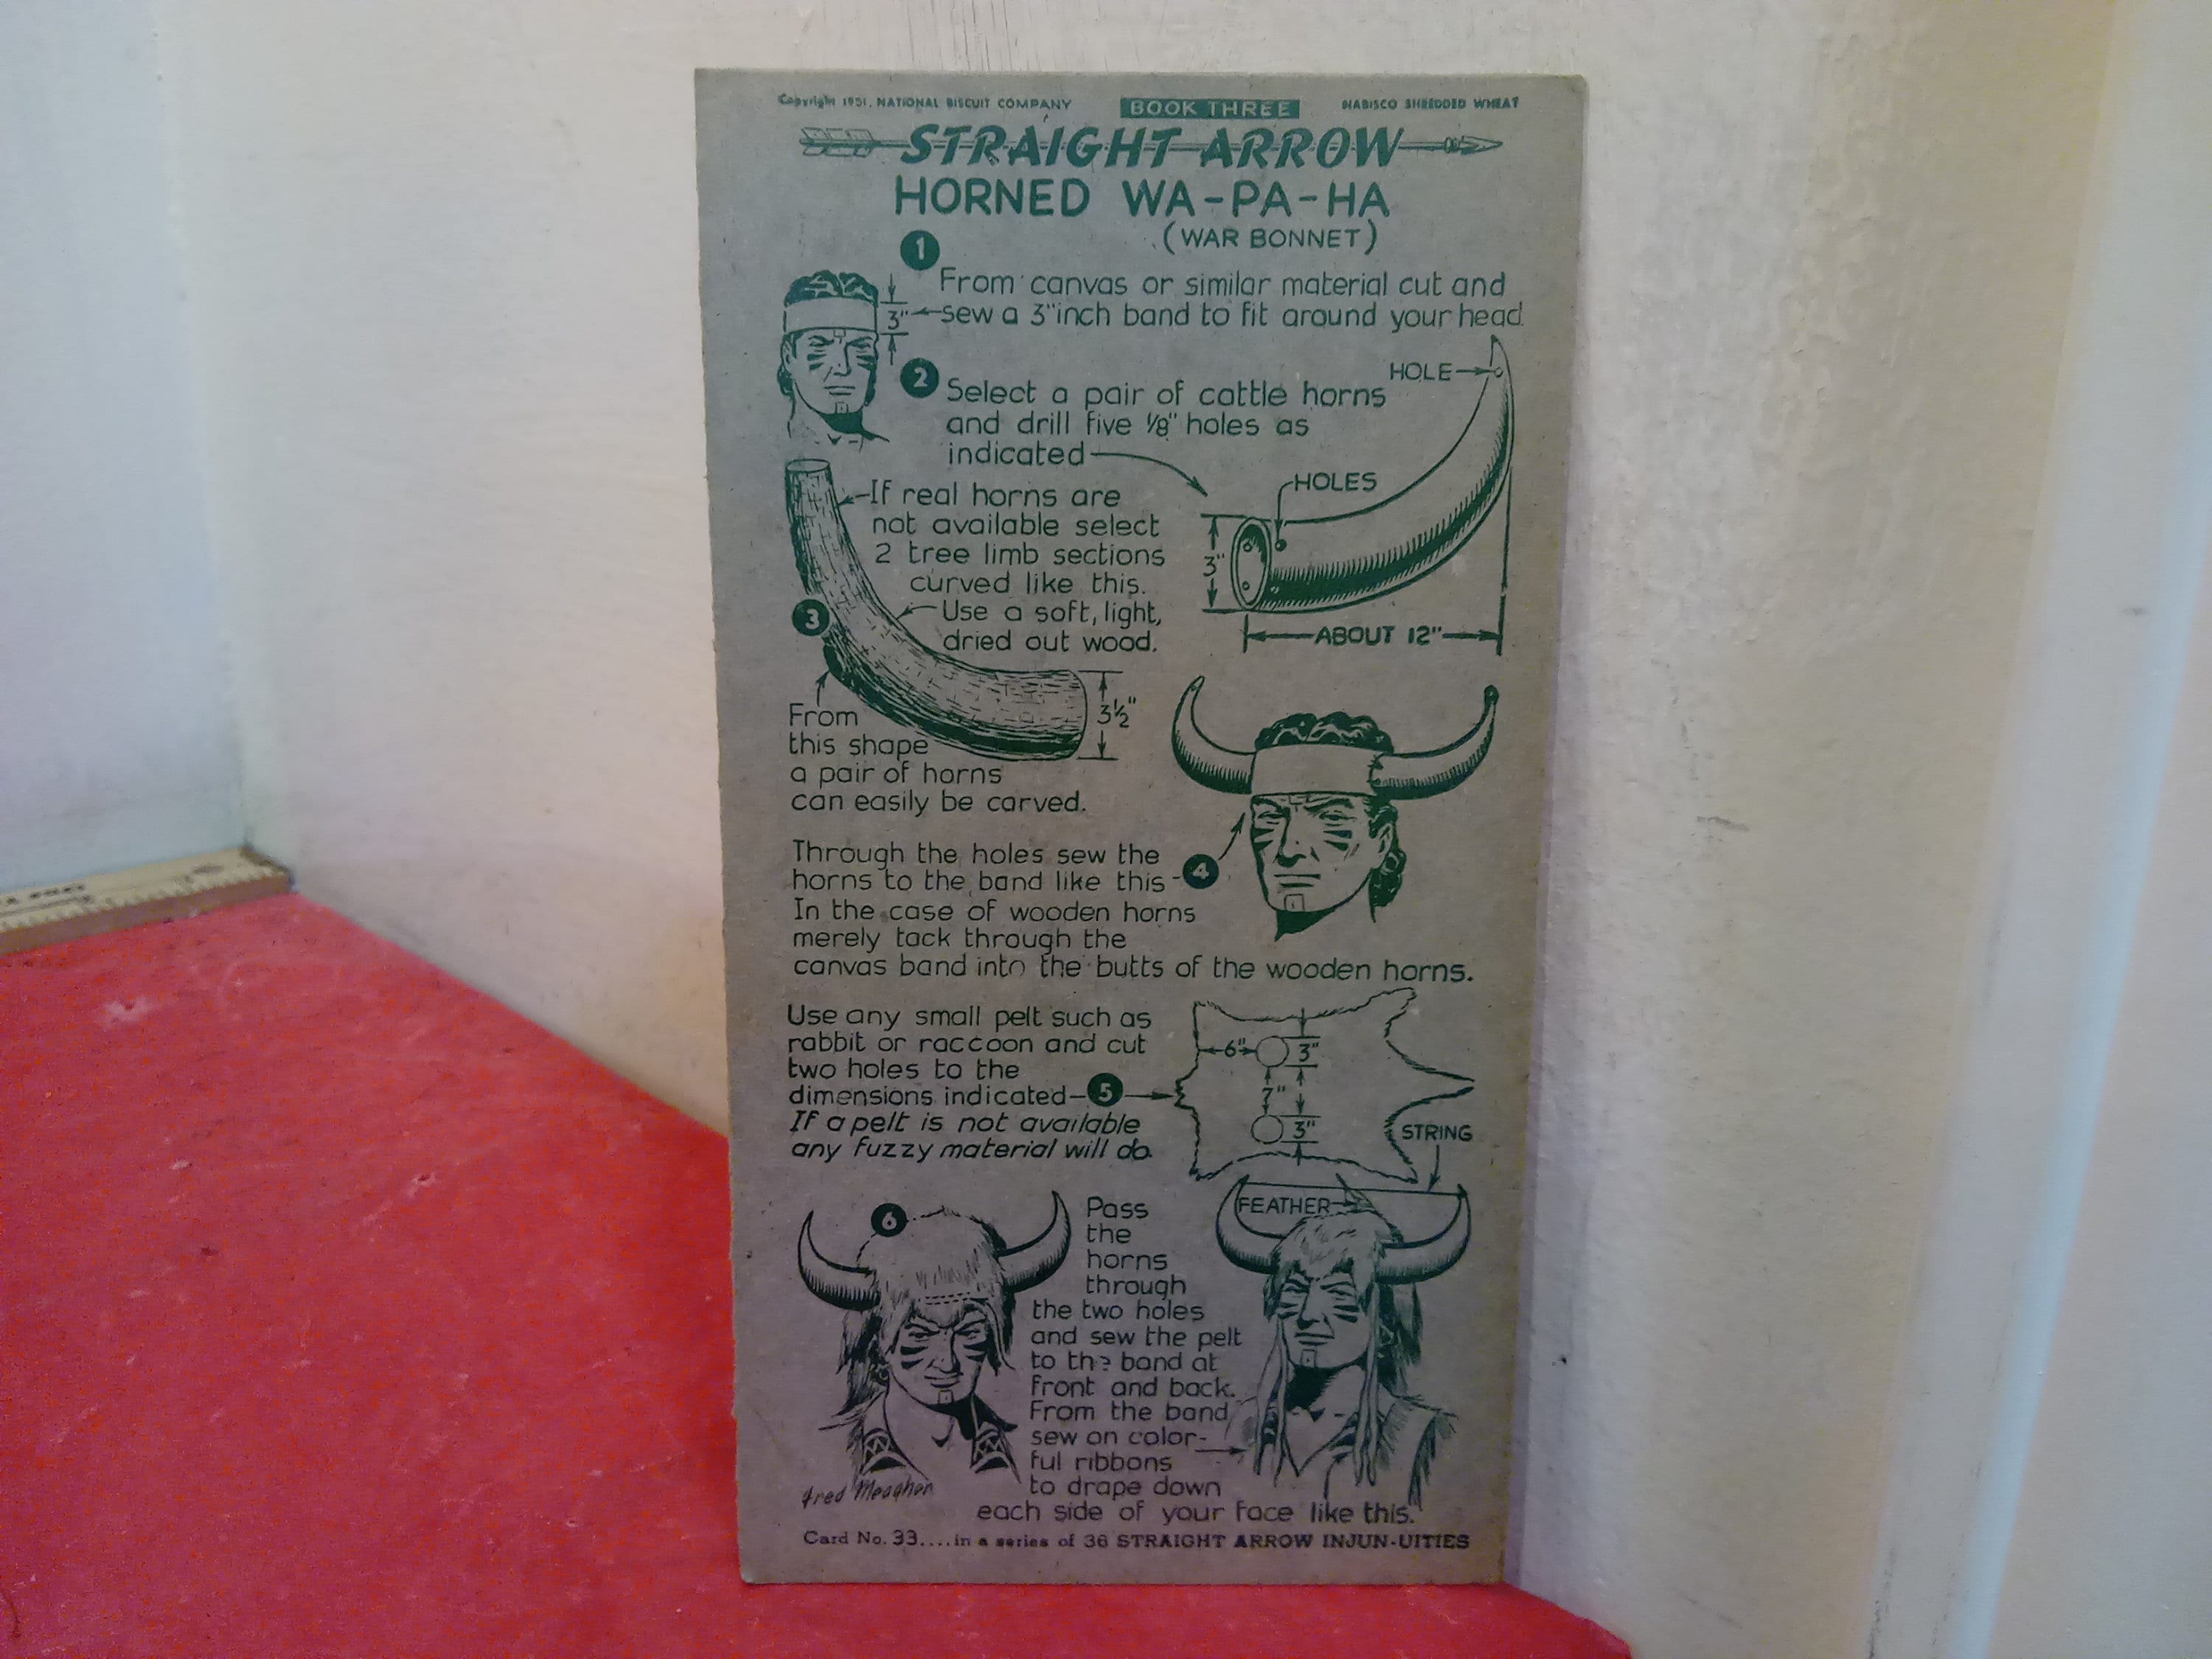 Copyright 1951, NATIONAL BISCUIT COMPANY BOOK THREE NABISCO SHREDDED WHEAT
STRAIGHT ARROW
HORNED WA-PA-HA
(WAR BONNET)
1
From canvas or similar material cut and
sew a 3"inch band to fit around your head.
3"
2
Select a pair of cattle horns
and drill five 1/8" holes as
indicated
HOLE
HOLES
3"
ABOUT 12"
If real horns are
not available select
2 tree limb sections
curved like this.
Use a soft, light,
dried out wood.
3
3½"
From
this shape
a pair of horns
can easily be carved.
Through the holes sew the
horns to the band like this - 4
In the case of wooden horns
merely tack through the
canvas band into the butts of the wooden horns.
Use any small pelt such as
rabbit or raccoon and cut
two holes to the
dimensions indicated- 5
If a pelt is not available
any fuzzy material will do.
6" 3"
7"
3"
STRING
FEATHER
6
Pass
the
horns
through
the two holes
and sew the pelt
to the band at
front and back.
From the band
sew on color-
ful ribbons
to drape down
each side of your face like this.
Fred Meagher
Card No. 33....in a series of 36 STRAIGHT ARROW INJUN-UITIES